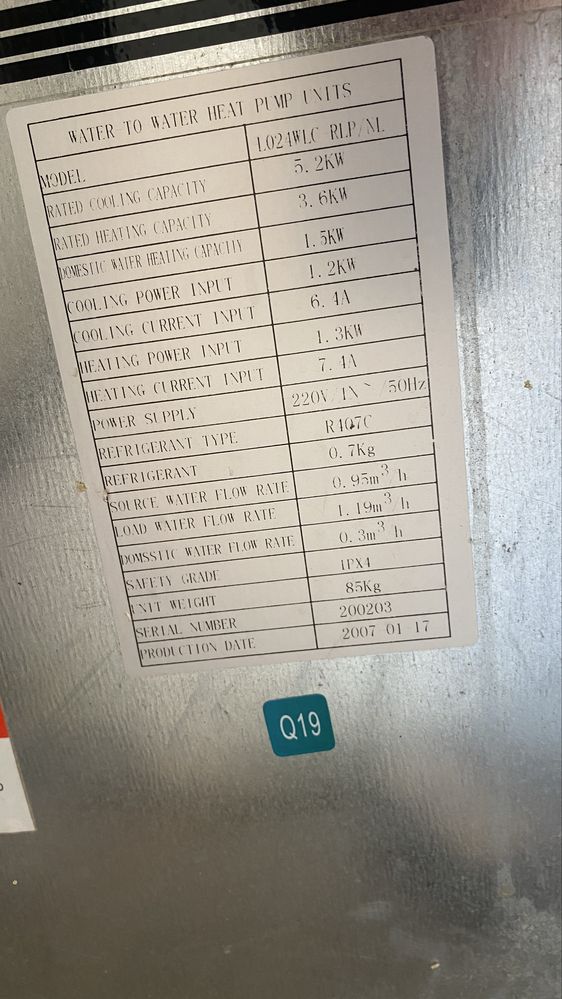 WATER-TO WATER HEAT PUMP UNITS
MODEL L024WLC-RLP/NL
RATED COOLING CAPACITY 5.2KW
RATED HEATING CAPACITY 3.6KW
DOMESTIC WATER HEATING CAPACITY 1.5KW
COOLING POWER INPUT 1.2KW
COOLING CURRENT INPUT 6.4A
HEATING POWER INPUT 1.3KW
HEATING CURRENT INPUT 7.4A
POWER SUPPLY 220V/1N~/50Hz
REFRIGERANT TYPE R407C
REFRIGERANT 0.7Kg
SOURCE WATER FLOW RATE 0.95m³/h
LOAD WATER FLOW RATE 1.19m³/h
DOMSSTIC WATER FLOW RATE 0.3m³/h
SAFETY GRADE IPX4
UNIT WEIGHT 85Kg
SERIAL NUMBER 200203
PRODUCTION DATE 2007 01 17
Q19